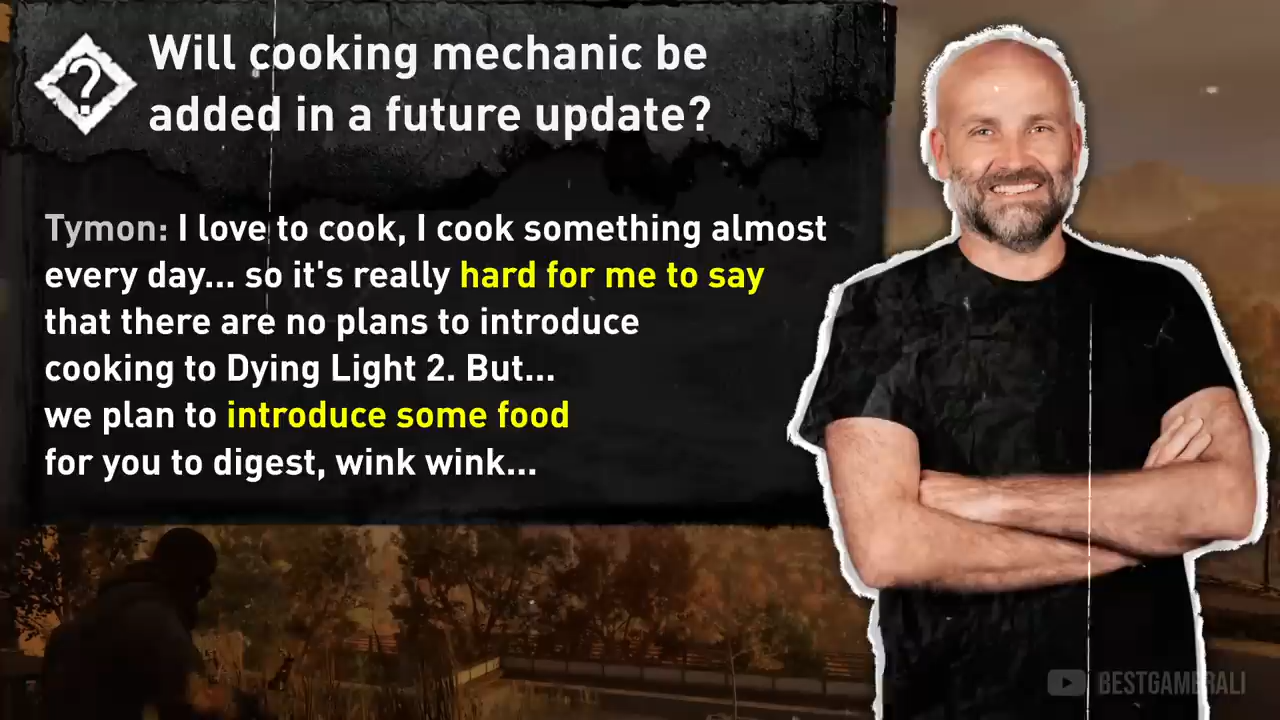 Will cooking mechanic be
added in a future update?
Tymon: I love to cook, I cook something almost
every day... so it's really hard for me to say
that there are no plans to introduce
cooking to Dying Light 2. But...
we plan to introduce some food
for you to digest, wink wink...
BESTGAMERALI